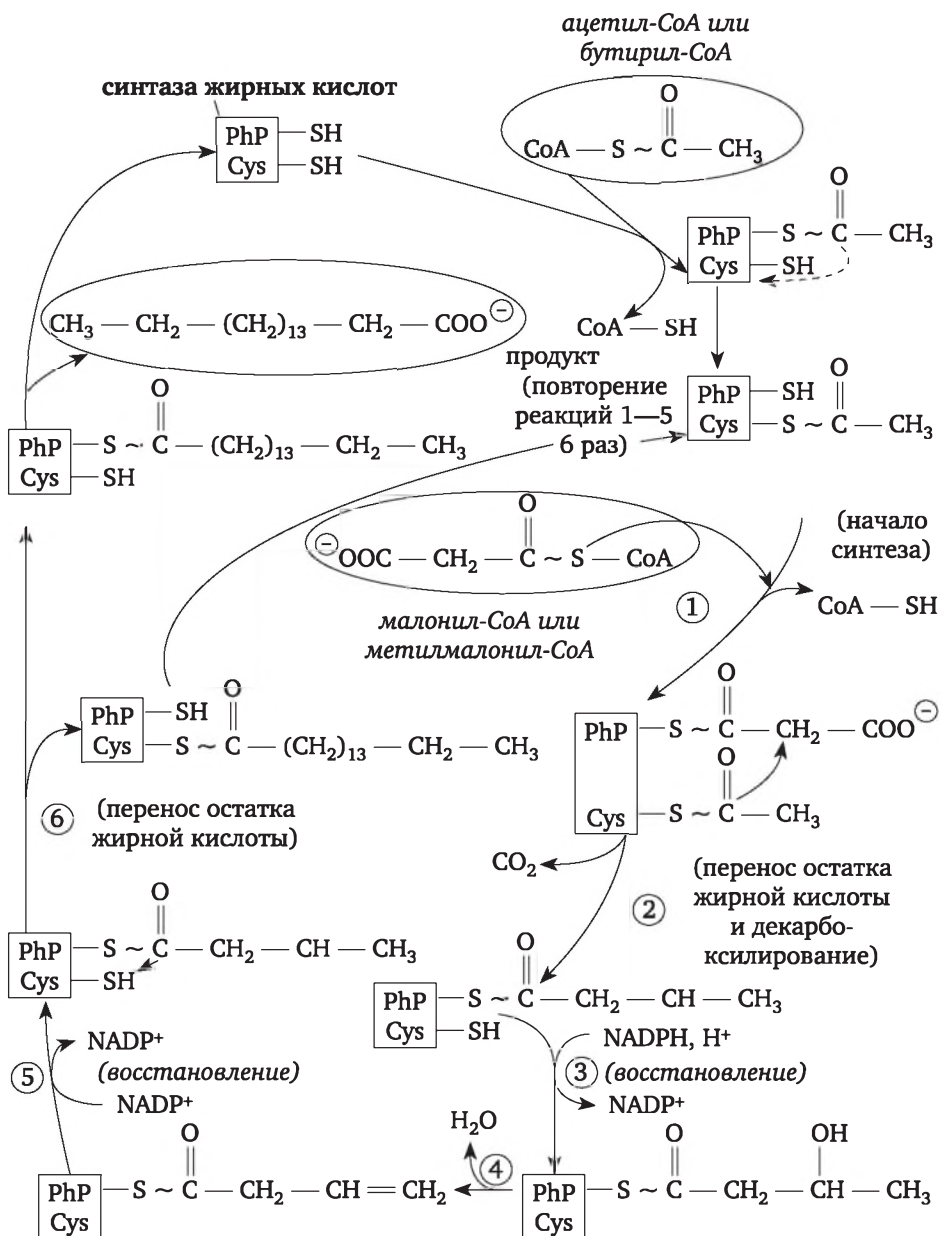 ацетил-CoA или
бутирил-CoA
синтаза жирных кислот
PhP — SH
Cys — SH
O
CoA — S ~ C — CH₃
O
PhP — S ~ C — CH₃
Cys — SH
CoA — SH
CH₃ — CH₂ — (CH₂)₁₃ — CH₂ — COO⊖
продукт
(повторение
реакций 1—5
6 раз)
O
PhP — SH
Cys — S ~ C — CH₃
O
PhP — S ~ C — (CH₂)₁₃ — CH₂ — CH₃
Cys — SH
O
⊖OOC — CH₂ — C ~ S — CoA
(начало
синтеза)
1
CoA — SH
малонил-CoA или
метилмалонил-CoA
O
PhP — SH
Cys — S ~ C — (CH₂)₁₃ — CH₂ — CH₃
O
PhP — S ~ C — CH₂ — COO⊖
O
Cys — S ~ C — CH₃
6 (перенос остатка
жирной кислоты)
CO₂
2
(перенос остатка
жирной кислоты
и декарбо-
ксилирование)
O
PhP — S ~ C — CH₂ — CH — CH₃
Cys — SH
O
PhP — S ~ C — CH₂ — CH — CH₃
Cys — SH
NADPH, H⁺
3 (восстановление)
NADP⁺
NADP⁺
5 (восстановление)
NADP⁺
H₂O
4
O
PhP — S ~ C — CH₂ — CH = CH₂
Cys
O OH
PhP — S ~ C — CH₂ — CH — CH₃
Cys